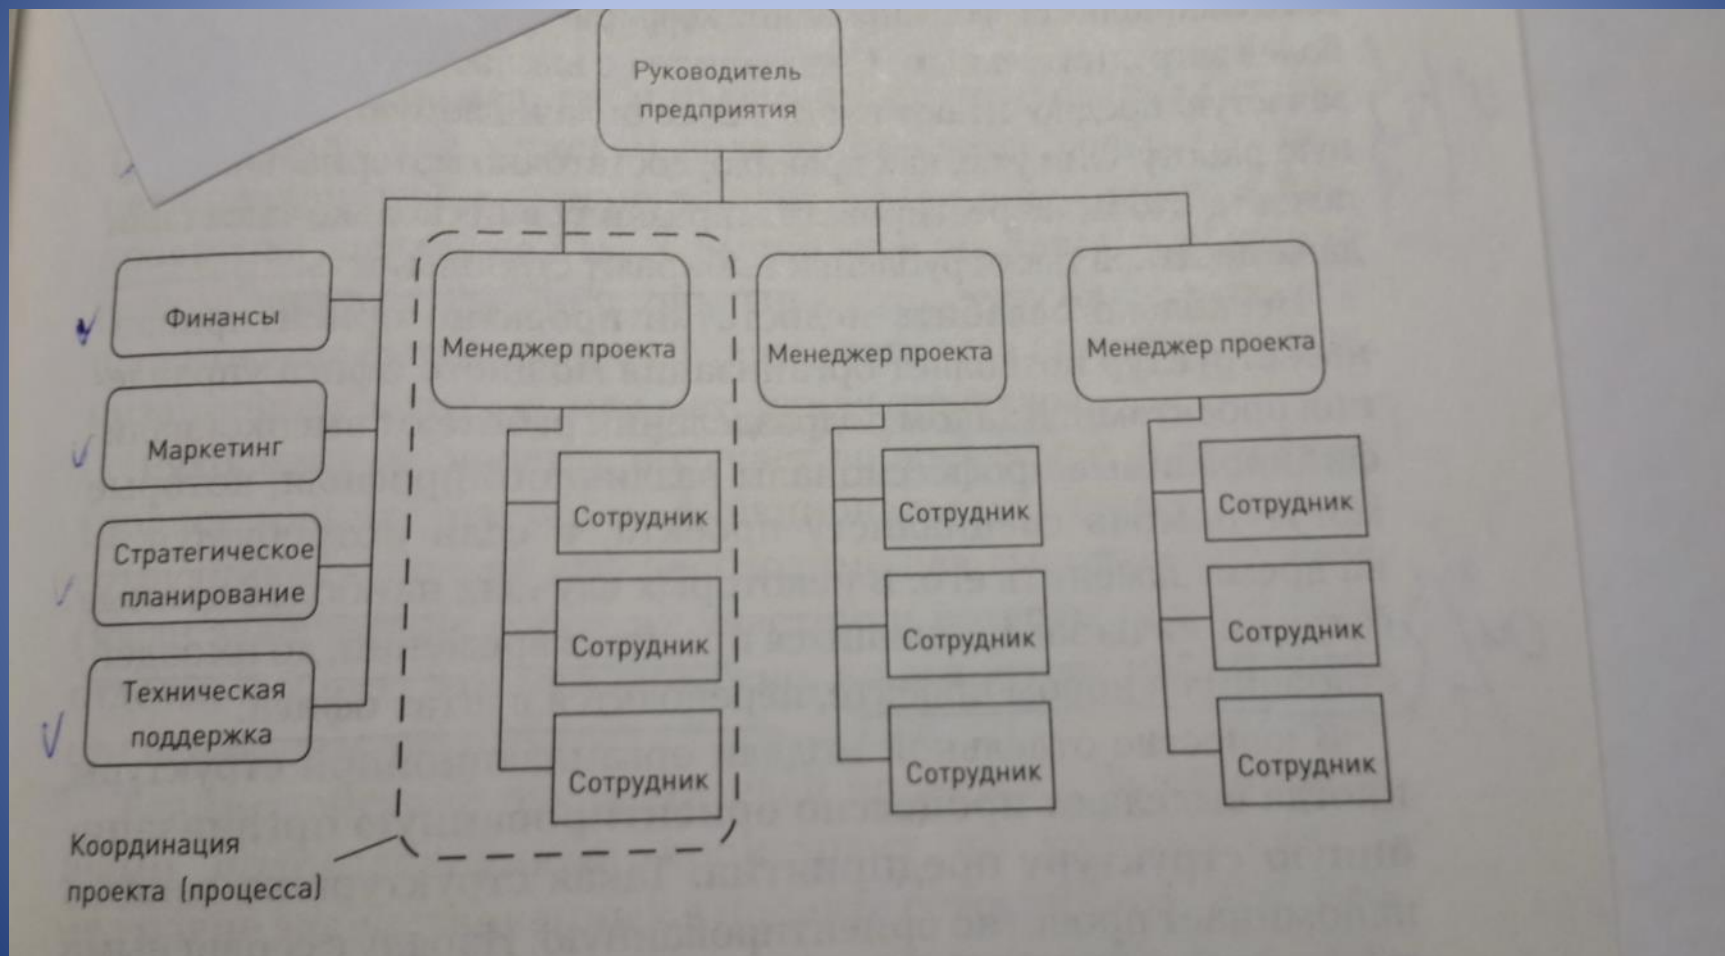 Руководитель
предприятия
Финансы
Маркетинг
Стратегическое
планирование
Техническая
поддержка
Менеджер проекта
Сотрудник
Сотрудник
Сотрудник
Менеджер проекта
Сотрудник
Сотрудник
Сотрудник
Менеджер проекта
Сотрудник
Сотрудник
Сотрудник
Координация
проекта (процесса)